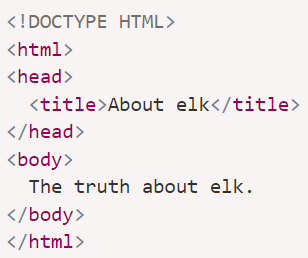 <!DOCTYPE HTML>
<html>
<head>
  <title>About elk</title>
</head>
<body>
  The truth about elk.
</body>
</html>